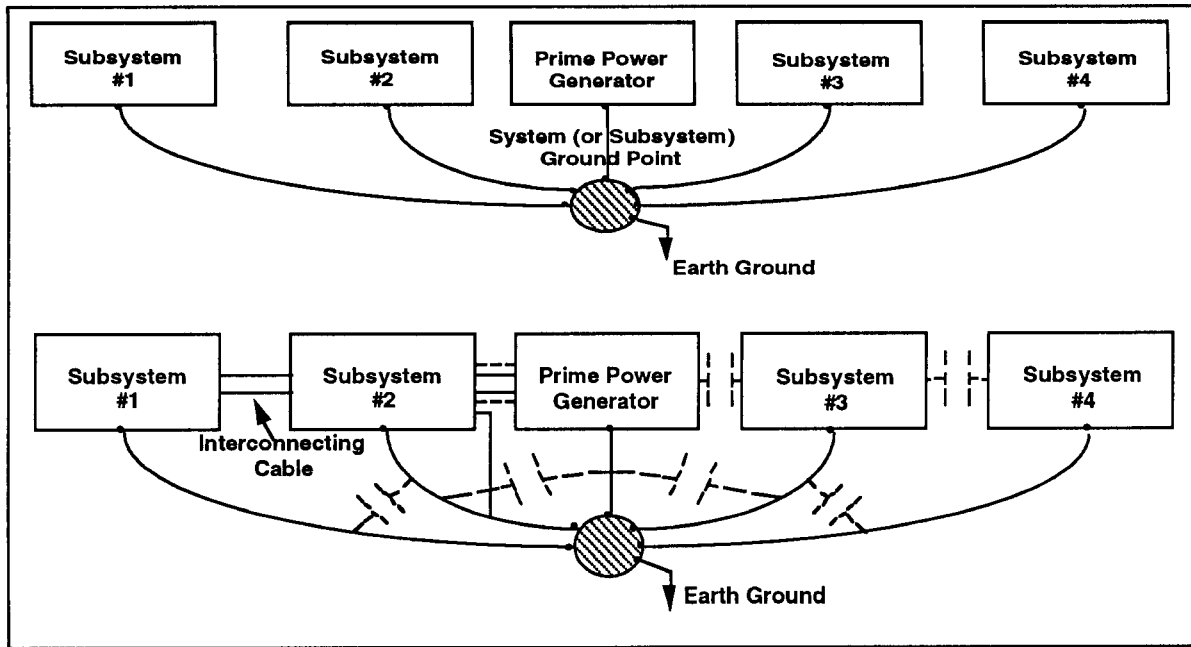 Subsystem
#1
Subsystem
#2
Prime Power
Generator
Subsystem
#3
Subsystem
#4
System (or Subsystem)
Ground Point
Earth Ground
Subsystem
#1
Subsystem
#2
Prime Power
Generator
Subsystem
#3
Subsystem
#4
Interconnecting
Cable
Earth Ground